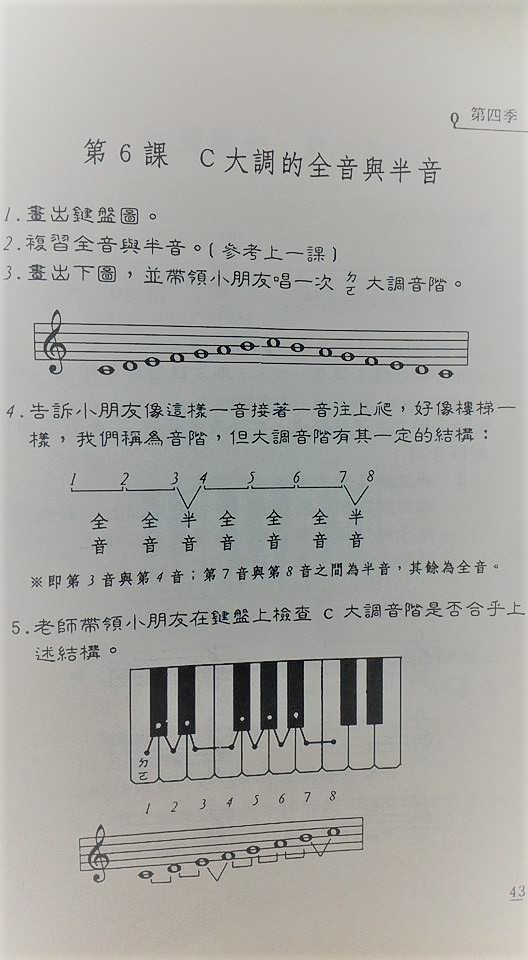 第四季
第6課 C大調的全音與半音
1.畫出鍵盤圖。
2.複習全音與半音。(參考上一課)
3.畫出下圖，並帶領小朋友唱一次ㄉㄛ大調音階。
4.告訴小朋友像這樣一音接著一音往上爬，好像樓梯一
樣，我們稱為音階，但大調音階有其一定的結構：
1 2 3 4 5 6 7 8
全音 全音 半音 全音 全音 全音 半音
※即第3音與第4音；第7音與第8音之間為半音，其餘為全音。
5.老師帶領小朋友在鍵盤上檢查 C 大調音階是否合乎上
述結構。
ㄉㄛ
1 2 3 4 5 6 7 8
43